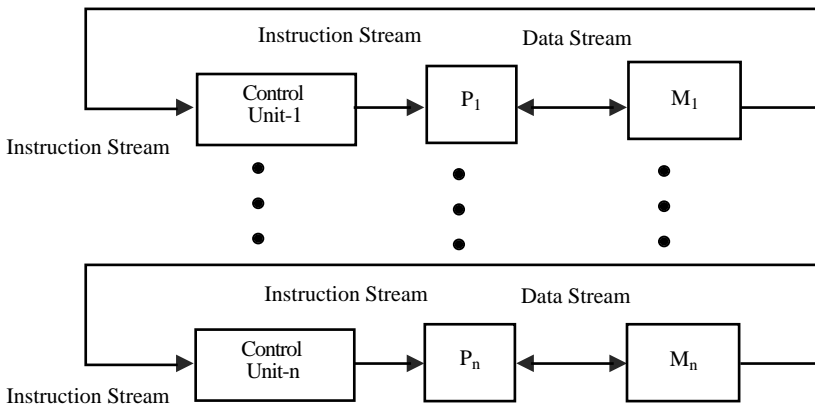 Instruction Stream Data Stream
Control
Unit-1
P1
M1
Instruction Stream
Instruction Stream Data Stream
Control
Unit-n
Pn
Mn
Instruction Stream